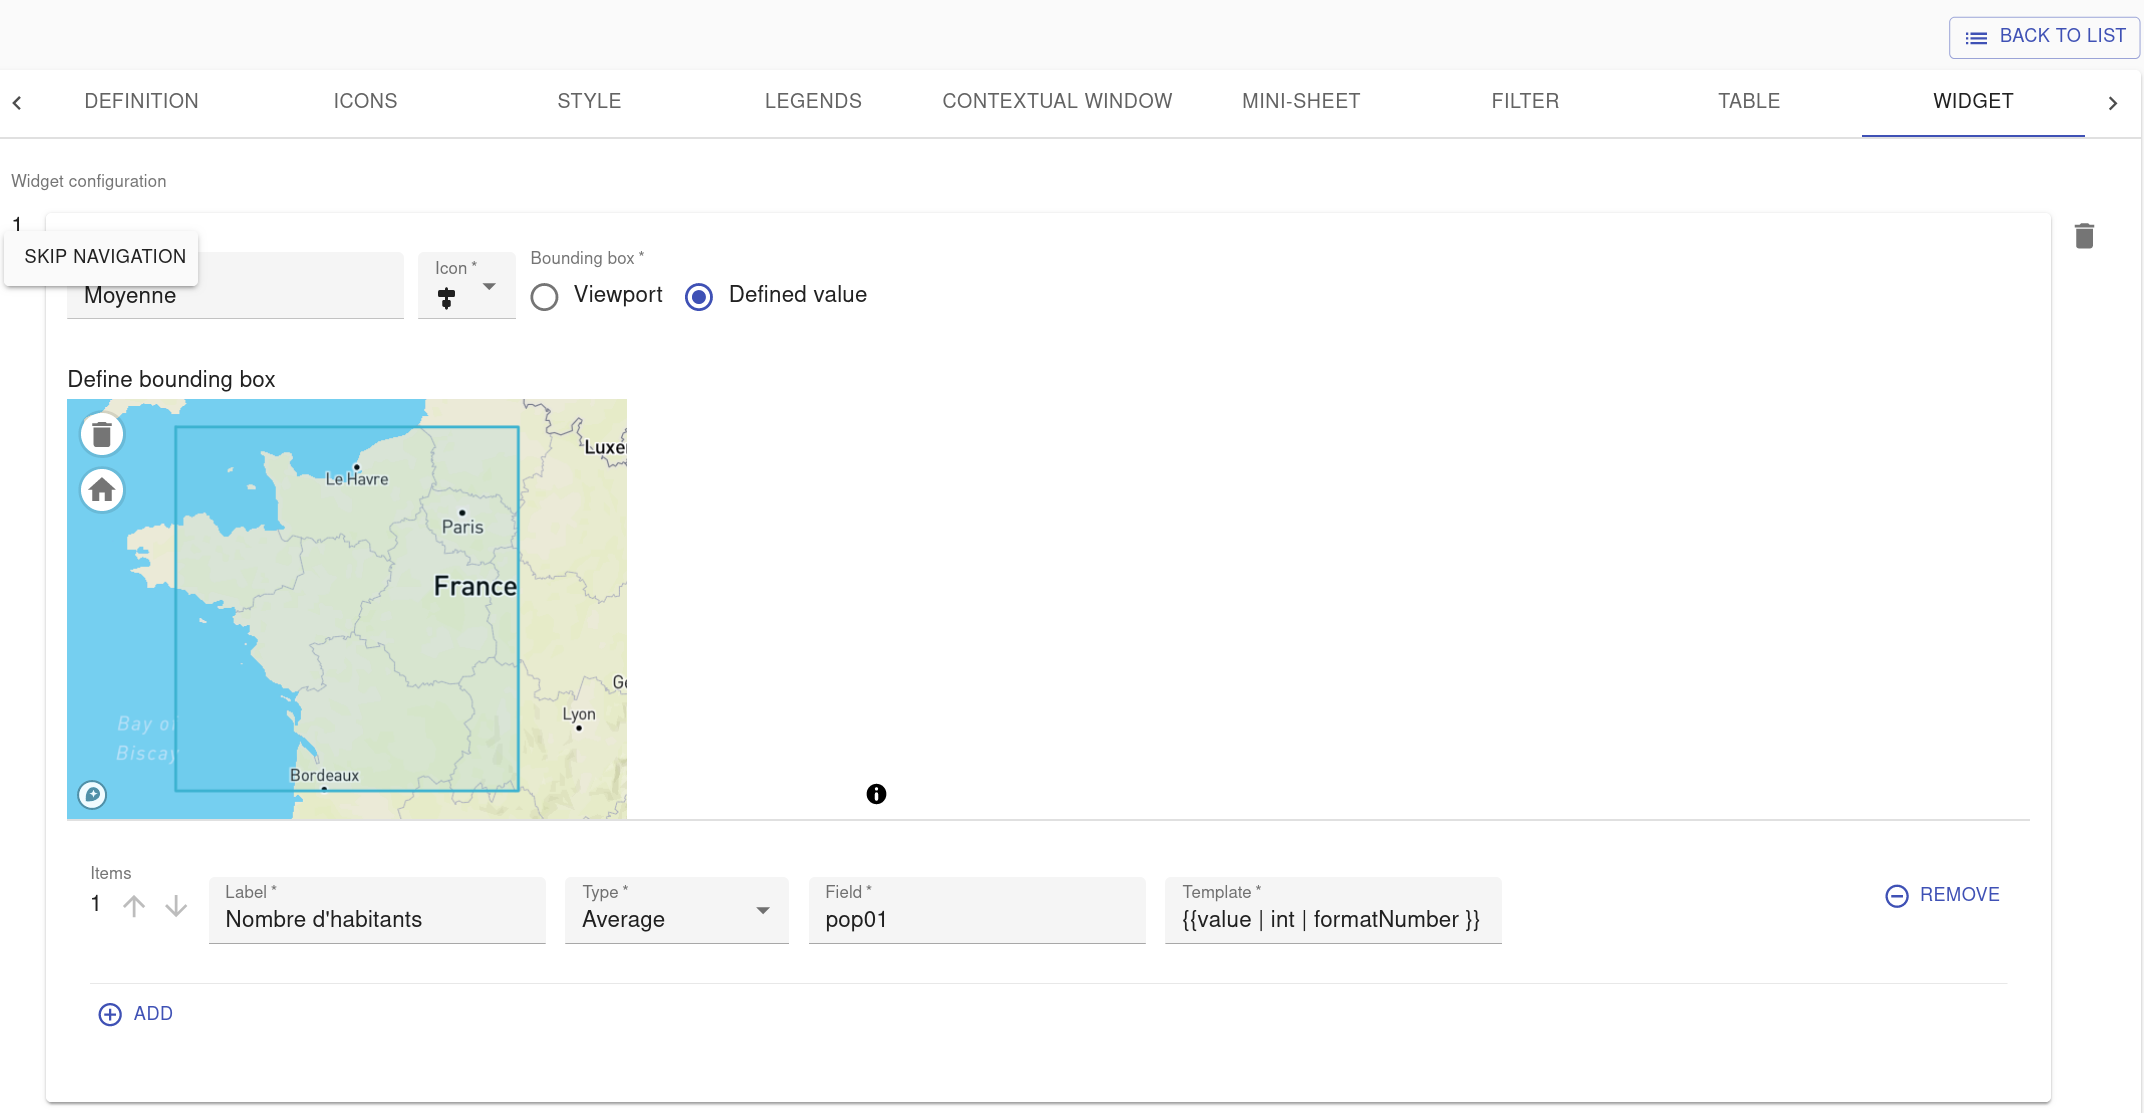 BACK TO LIST
DEFINITION ICONS STYLE LEGENDS CONTEXTUAL WINDOW MINI-SHEET FILTER TABLE WIDGET
Widget configuration
1
SKIP NAVIGATION
Moyenne
Icon *
Bounding box *
Viewport Defined value
Define bounding box
Luxe
Le Havre
Paris
France
Ge
Lyon
Bay of
Biscay
Bordeaux
Items
1
Label *
Nombre d'habitants
Type *
Average
Field *
pop01
Template *
{{value | int | formatNumber }}
REMOVE
ADD